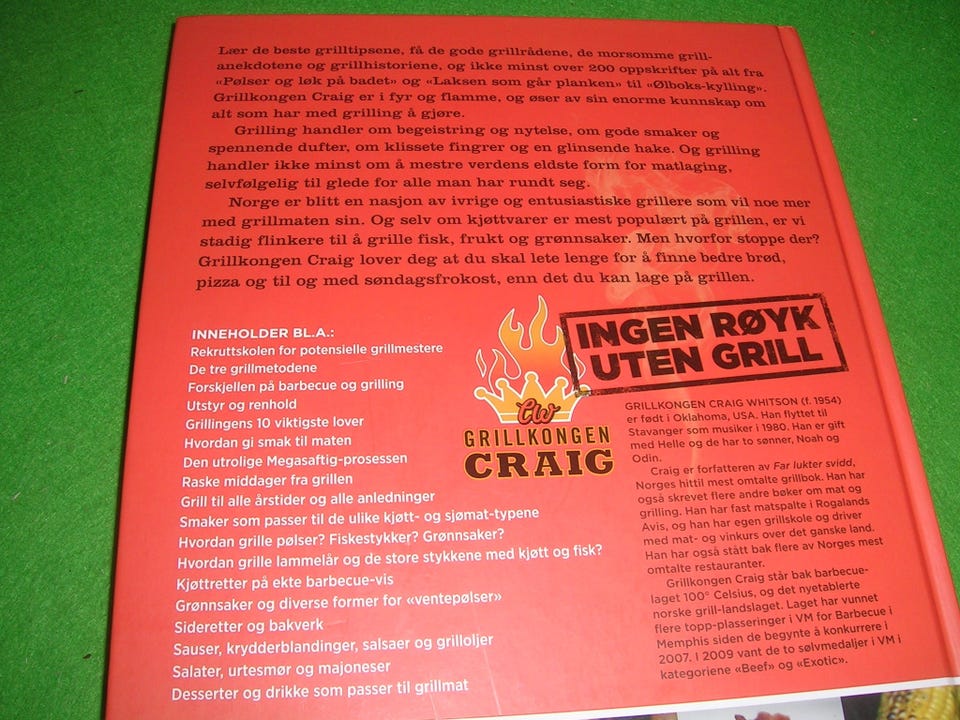 Lær de beste grilltipsene, få de gode grillrådene, de morsomme grill-
anekdotene og grillhistoriene, og ikke minst over 200 oppskrifter på alt fra
«Pølser og løk på badet» og «Laksen som går planken» til «Ølboks-kylling».
Grillkongen Craig er i fyr og flamme, og øser av sin enorme kunnskap om
alt som har med grilling å gjøre.
Grilling handler om begeistring og nytelse, om gode smaker og
spennende dufter, om klissete fingrer og en glinsende hake. Og grilling
handler ikke minst om å mestre verdens eldste form for matlaging,
selvfølgelig til glede for alle man har rundt seg.
Norge er blitt en nasjon av ivrige og entusiastiske grillere som vil noe mer
med grillmaten sin. Og selv om kjøttvarer er mest populært på grillen, er vi
stadig flinkere til å grille fisk, frukt og grønnsaker. Men hvorfor stoppe der?
Grillkongen Craig lover deg at du skal lete lenge for å finne bedre brød,
pizza og til og med søndagsfrokost, enn det du kan lage på grillen.
INNEHOLDER BL.A.:
Rekruttskolen for potensielle grillmestere
De tre grillmetodene
Forskjellen på barbecue og grilling
Utstyr og renhold
Grillingens 10 viktigste lover
Hvordan gi smak til maten
Den utrolige Megasaftig-prosessen
Raske middager fra grillen
Grill til alle årstider og alle anledninger
Smaker som passer til de ulike kjøtt- og sjømat-typene
Hvordan grille pølser? Fiskestykker? Grønnsaker?
Hvordan grille lammelår og de store stykkene med kjøtt og fisk?
Kjøttretter på ekte barbecue-vis
Grønnsaker og diverse former for «ventepølser»
Sideretter og bakverk
Sauser, krydderblandinger, salsaer og grilloljer
Salater, urtesmør og majoneser
Desserter og drikke som passer til grillmat
CW
GRILLKONGEN
CRAIG
INGEN RØYK
UTEN GRILL
GRILLKONGEN CRAIG WHITSON (f. 1954)
er født i Oklahoma, USA. Han flyttet til
Stavanger som musiker i 1980. Han er gift
med Helle og de har to sønner, Noah og
Odin.
Craig er forfatteren av Far lukter svidd,
Norges hittil mest omtalte grillbok. Han har
også skrevet flere andre bøker om mat og
grilling. Han har fast matspalte i Rogalands
Avis, og han har egen grillskole og driver
med mat- og vinkurs over det ganske land.
Han har også stått bak flere av Norges mest
omtalte restauranter.
Grillkongen Craig står bak barbecue-
laget 100° Celsius, og det nyetablerte
norske grill-landslaget. Laget har vunnet
flere topp-plasseringer i VM for Barbecue i
Memphis siden de begynte å konkurrere i
2007. I 2009 vant de to sølvmedaljer i VM i
kategoriene «Beef» og «Exotic».